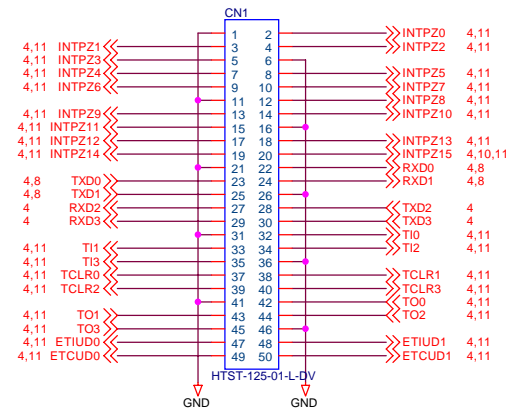 CN1
1 2 INTPZ0 4,11
4,11 INTPZ1 3 4 INTPZ2 4,11
4,11 INTPZ3 5 6
4,11 INTPZ4 7 8 INTPZ5 4,11
4,11 INTPZ6 9 10 INTPZ7 4,11
11 12 INTPZ8 4,11
4,11 INTPZ9 13 14 INTPZ10 4,11
4,11 INTPZ11 15 16
4,11 INTPZ12 17 18 INTPZ13 4,11
4,11 INTPZ14 19 20 INTPZ15 4,10,11
21 22 RXD0 4,8
4,8 TXD0 23 24 RXD1 4,8
4,8 TXD1 25 26
4 RXD2 27 28 TXD2 4
4 RXD3 29 30 TXD3 4
31 32 TI0 4,11
4,11 TI1 33 34 TI2 4,11
4,11 TI3 35 36
4,11 TCLR0 37 38 TCLR1 4,11
4,11 TCLR2 39 40 TCLR3 4,11
41 42 TO0 4,11
4,11 TO1 43 44 TO2 4,11
4,11 TO3 45 46
4,11 ETIUD0 47 48 ETIUD1 4,11
4,11 ETCUD0 49 50 ETCUD1 4,11
HTST-125-01-L-DV
GND GND